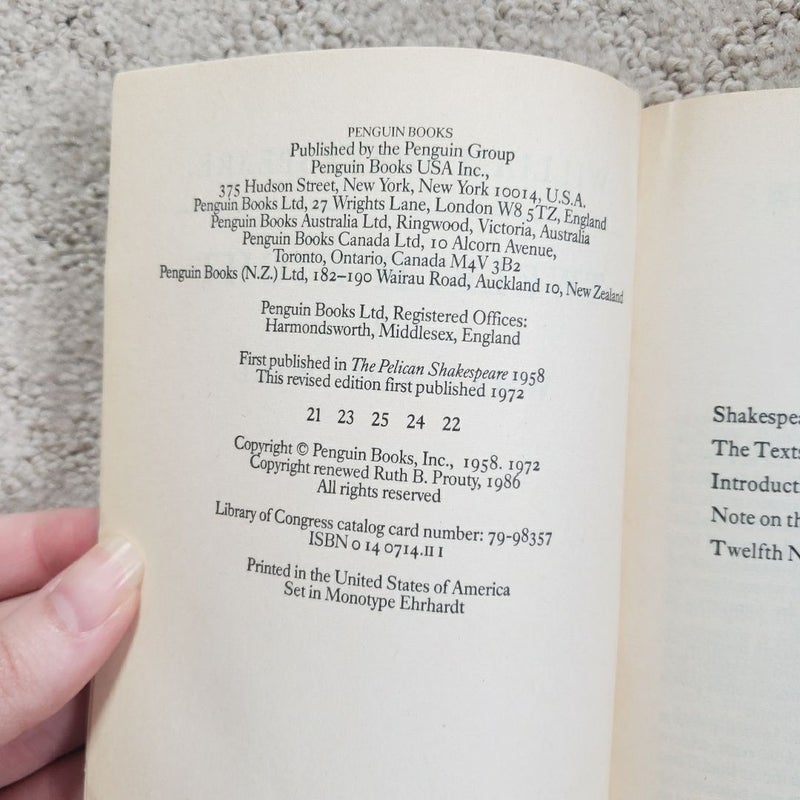 PENGUIN BOOKS
Published by the Penguin Group
Penguin Books USA Inc.,
375 Hudson Street, New York, New York 10014, U.S.A.
Penguin Books Ltd, 27 Wrights Lane, London W8 5TZ, England
Penguin Books Australia Ltd, Ringwood, Victoria, Australia
Penguin Books Canada Ltd, 10 Alcorn Avenue,
Toronto, Ontario, Canada M4V 3B2
Penguin Books (N.Z.) Ltd, 182–190 Wairau Road, Auckland 10, New Zealand
Penguin Books Ltd, Registered Offices:
Harmondsworth, Middlesex, England
First published in The Pelican Shakespeare 1958
This revised edition first published 1972
21 23 25 24 22
Copyright © Penguin Books, Inc., 1958. 1972
Copyright renewed Ruth B. Prouty, 1986
All rights reserved
Library of Congress catalog card number: 79-98357
ISBN 0 14 0714.11 1
Printed in the United States of America
Set in Monotype Ehrhardt
Shakespea
The Texts
Introducti
Note on th
Twelfth N